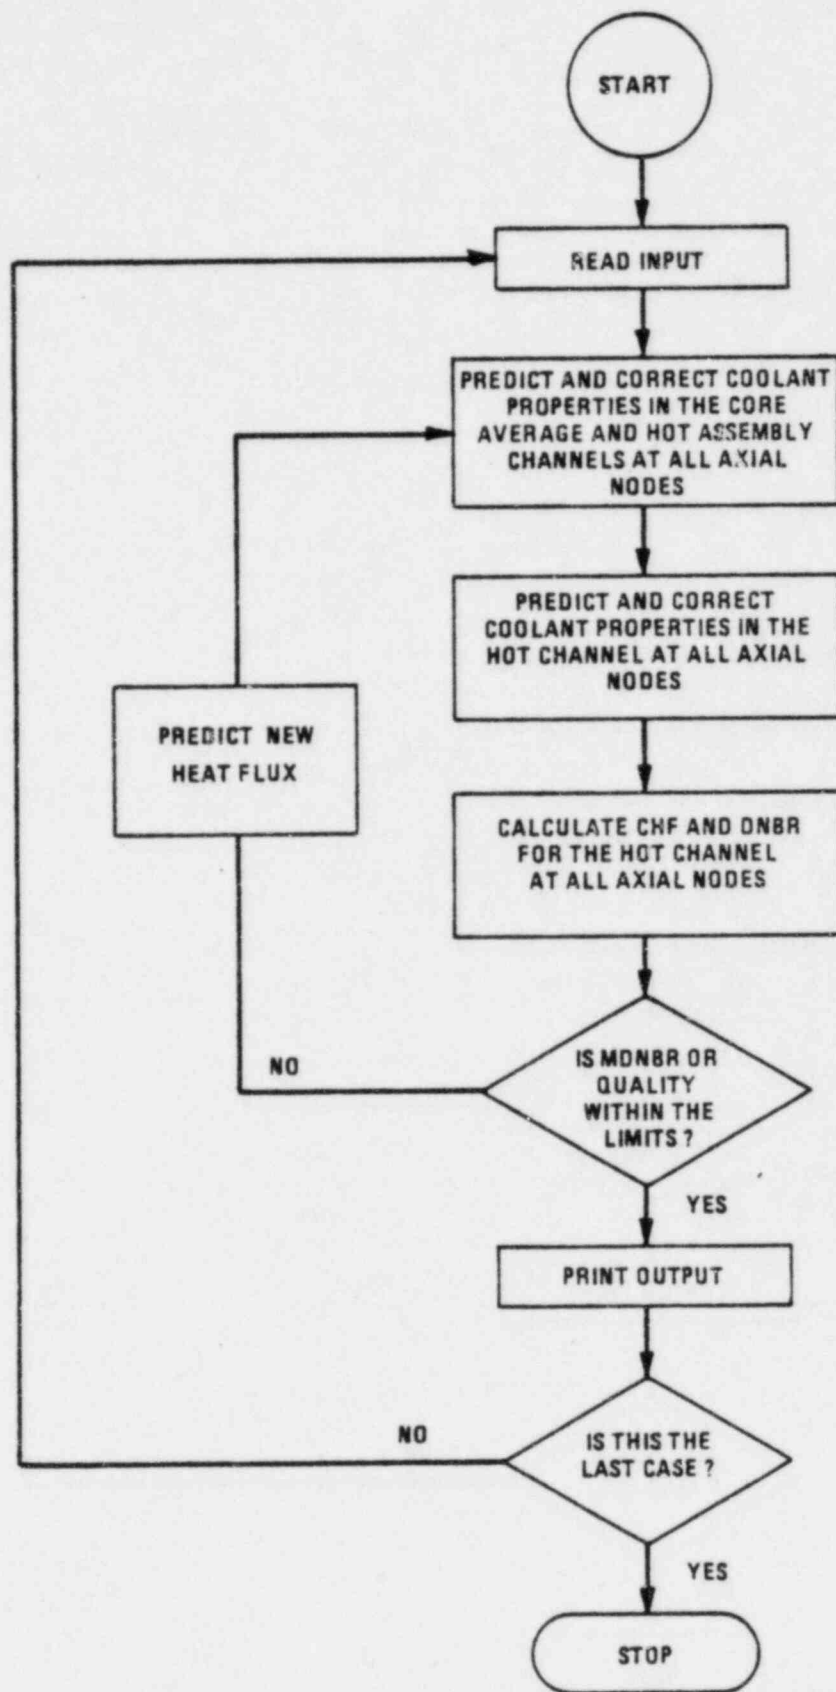 START
READ INPUT
PREDICT AND CORRECT COOLANT
PROPERTIES IN THE CORE
AVERAGE AND HOT ASSEMBLY
CHANNELS AT ALL AXIAL
NODES
PREDICT AND CORRECT
COOLANT PROPERTIES IN THE
HOT CHANNEL AT ALL AXIAL
NODES
PREDICT NEW
HEAT FLUX
CALCULATE CHF AND DNBR
FOR THE HOT CHANNEL
AT ALL AXIAL NODES
NO
IS MDNBR OR
QUALITY
WITHIN THE
LIMITS ?
YES
PRINT OUTPUT
NO
IS THIS THE
LAST CASE ?
YES
STOP